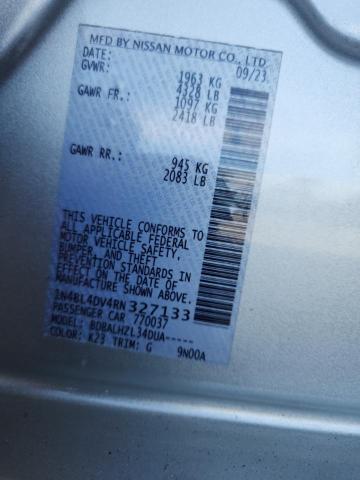 MFD BY NISSAN MOTOR CO., LTD
DATE: 09/23
GVWR: 1963 KG
4328 LB
GAWR FR.: 1097 KG
2418 LB
GAWR RR.: 945 KG
2083 LB
THIS VEHICLE CONFORMS TO
ALL APPLICABLE FEDERAL
MOTOR VEHICLE SAFETY,
BUMPER, AND THEFT
PREVENTION STANDARDS IN
EFFECT ON THE DATE OF
MANUFACTURE SHOWN ABOVE.
1N4BL4DV4RN327133
PASSENGER CAR 770037
MODEL: BDBALHZL34DUA-----
COLOR: K23 TRIM: G 9N00A